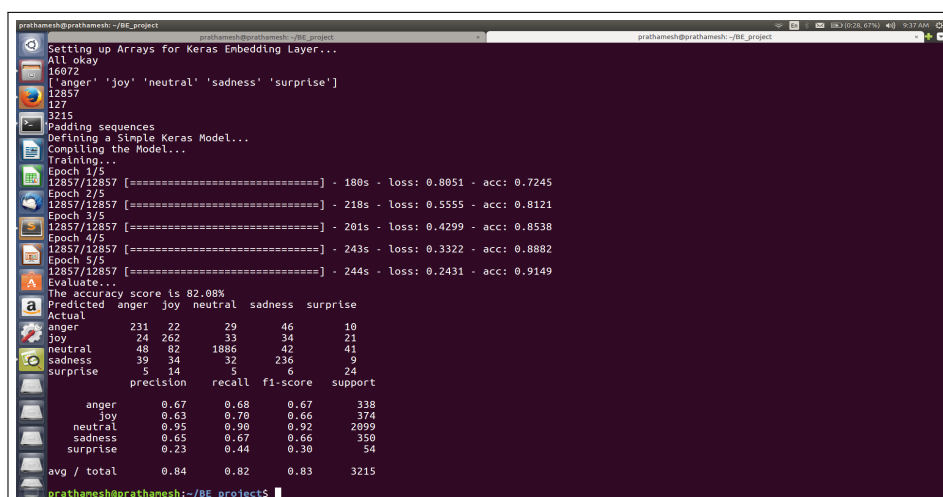 prathamesh@prathamesh: ~/BE_project
En (0:28, 67%) 9:37 AM
prathamesh@prathamesh: ~/BE_project × prathamesh@prathamesh: ~/BE_project ×
Setting up Arrays for Keras Embedding Layer...
All okay
16072
['anger' 'joy' 'neutral' 'sadness' 'surprise']
12857
127
3215
Padding sequences
Defining a Simple Keras Model...
Compiling the Model...
Training...
Epoch 1/5
12857/12857 [==============================] - 180s - loss: 0.8051 - acc: 0.7245
Epoch 2/5
12857/12857 [==============================] - 218s - loss: 0.5555 - acc: 0.8121
Epoch 3/5
12857/12857 [==============================] - 201s - loss: 0.4299 - acc: 0.8538
Epoch 4/5
12857/12857 [==============================] - 243s - loss: 0.3322 - acc: 0.8882
Epoch 5/5
12857/12857 [==============================] - 244s - loss: 0.2431 - acc: 0.9149
Evaluate...
The accuracy score is 82.08%
Predicted anger joy neutral sadness surprise
Actual
anger 231 22 29 46 10
joy 24 262 33 34 21
neutral 48 82 1886 42 41
sadness 39 34 32 236 9
surprise 5 14 5 6 24
precision recall f1-score support
anger 0.67 0.68 0.67 338
joy 0.63 0.70 0.66 374
neutral 0.95 0.90 0.92 2099
sadness 0.65 0.67 0.66 350
surprise 0.23 0.44 0.30 54
avg / total 0.84 0.82 0.83 3215
prathamesh@prathamesh:~/BE_project$